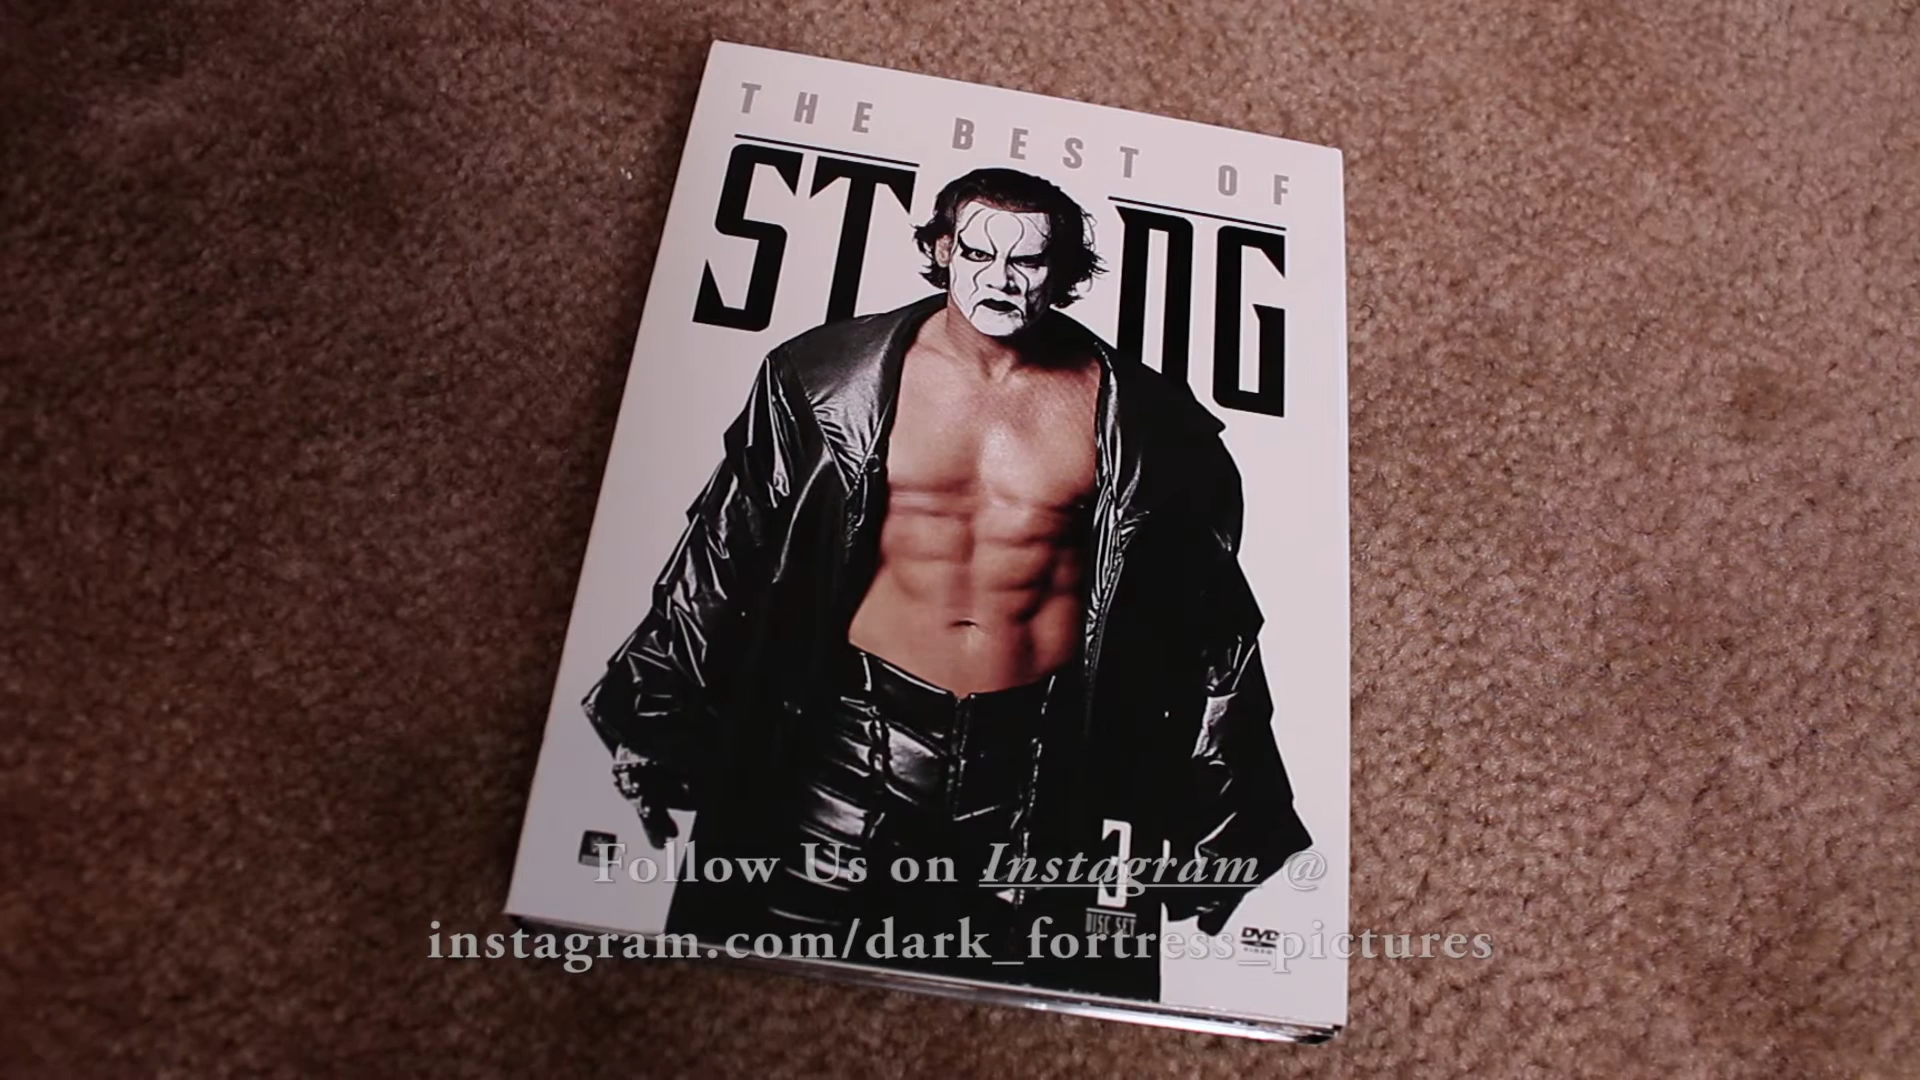 THE BEST OF
STING
3
DISC SET
DVD
VIDEO
Follow Us on Instagram @
instagram.com/dark_fortress_pictures